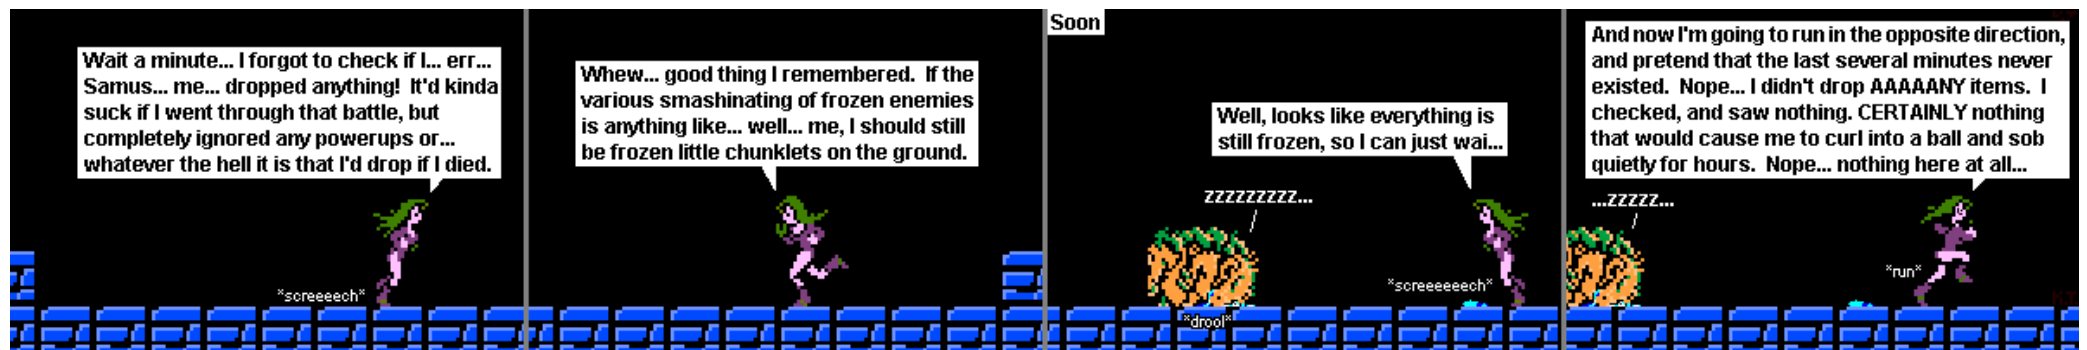 Wait a minute... I forgot to check if I... err...
Samus... me... dropped anything!  It'd kinda
suck if I went through that battle, but
completely ignored any powerups or...
whatever the hell it is that I'd drop if I died.
*screeeech*
Whew... good thing I remembered.  If the
various smashinating of frozen enemies
is anything like... well... me, I should still
be frozen little chunklets on the ground.
Soon
Well, looks like everything is
still frozen, so I can just wai...
zzzzzzzzz...
*screeeeeech*
*drool*
And now I'm going to run in the opposite direction,
and pretend that the last several minutes never
existed.  Nope... I didn't drop AAAAANY items.  I
checked, and saw nothing. CERTAINLY nothing
that would cause me to curl into a ball and sob
quietly for hours.  Nope... nothing here at all...
...zzzzz...
*run*